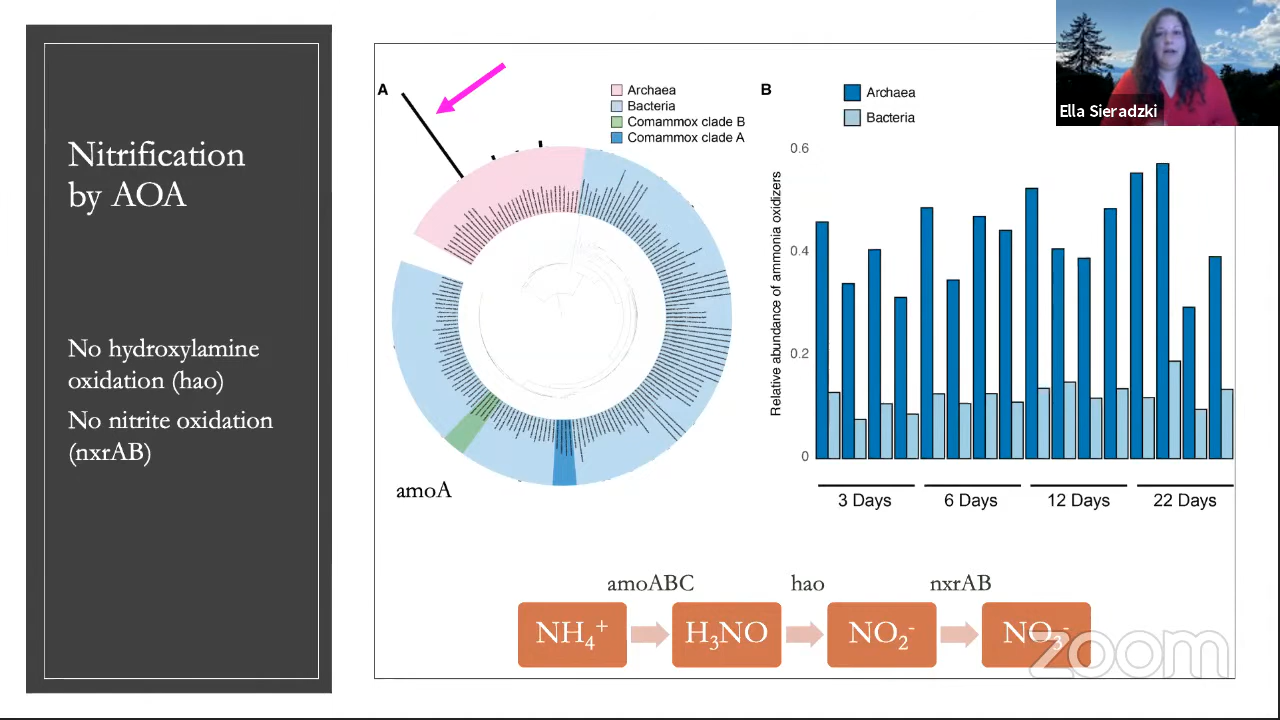 Nitrification
by AOA
No hydroxylamine
oxidation (hao)
No nitrite oxidation
(nxrAB)
A
Archaea
Bacteria
Comammox clade B
Comammox clade A
amoA
B
Archaea
Bacteria
Relative abundance of ammonia oxidizers
0.6
0.4
0.2
0
3 Days
6 Days
12 Days
22 Days
amoABC
hao
nxrAB
NH₄⁺
H₃NO
NO₂⁻
NO₃⁻
Ella Sieradzki
zoom